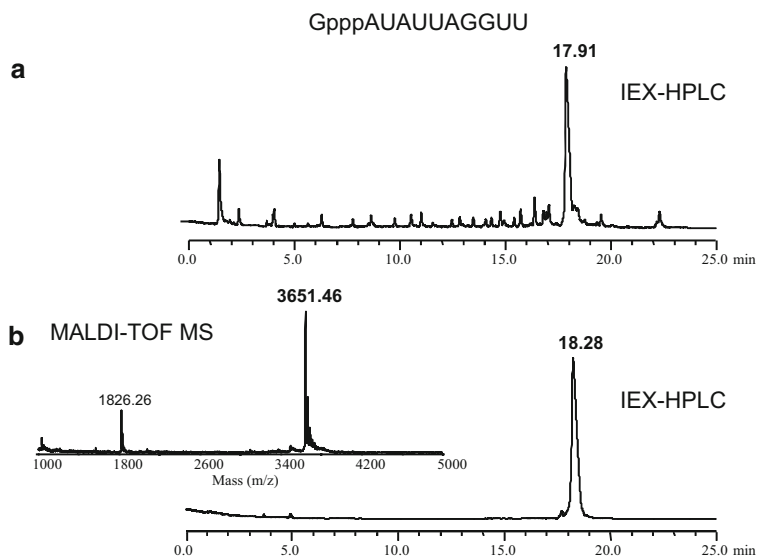 GpppAUAUUAGGUU
a
17.91
IEX-HPLC
0.0 5.0 10.0 15.0 20.0 25.0 min
b MALDI-TOF MS
3651.46
18.28
1826.26
IEX-HPLC
1000 1800 2600 3400 4200 5000
Mass (m/z)
0.0 5.0 10.0 15.0 20.0 25.0 min